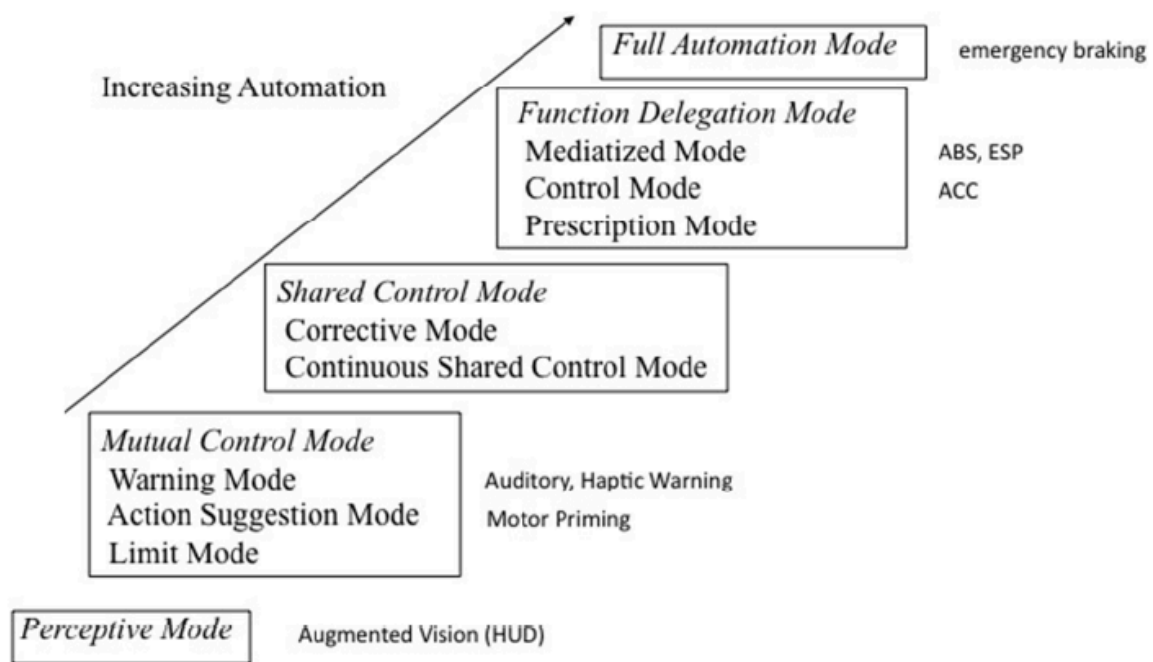 Full Automation Mode emergency braking
Increasing Automation
Function Delegation Mode
Mediatized Mode ABS, ESP
Control Mode ACC
Prescription Mode
Shared Control Mode
Corrective Mode
Continuous Shared Control Mode
Mutual Control Mode
Warning Mode Auditory, Haptic Warning
Action Suggestion Mode Motor Priming
Limit Mode
Perceptive Mode Augmented Vision (HUD)